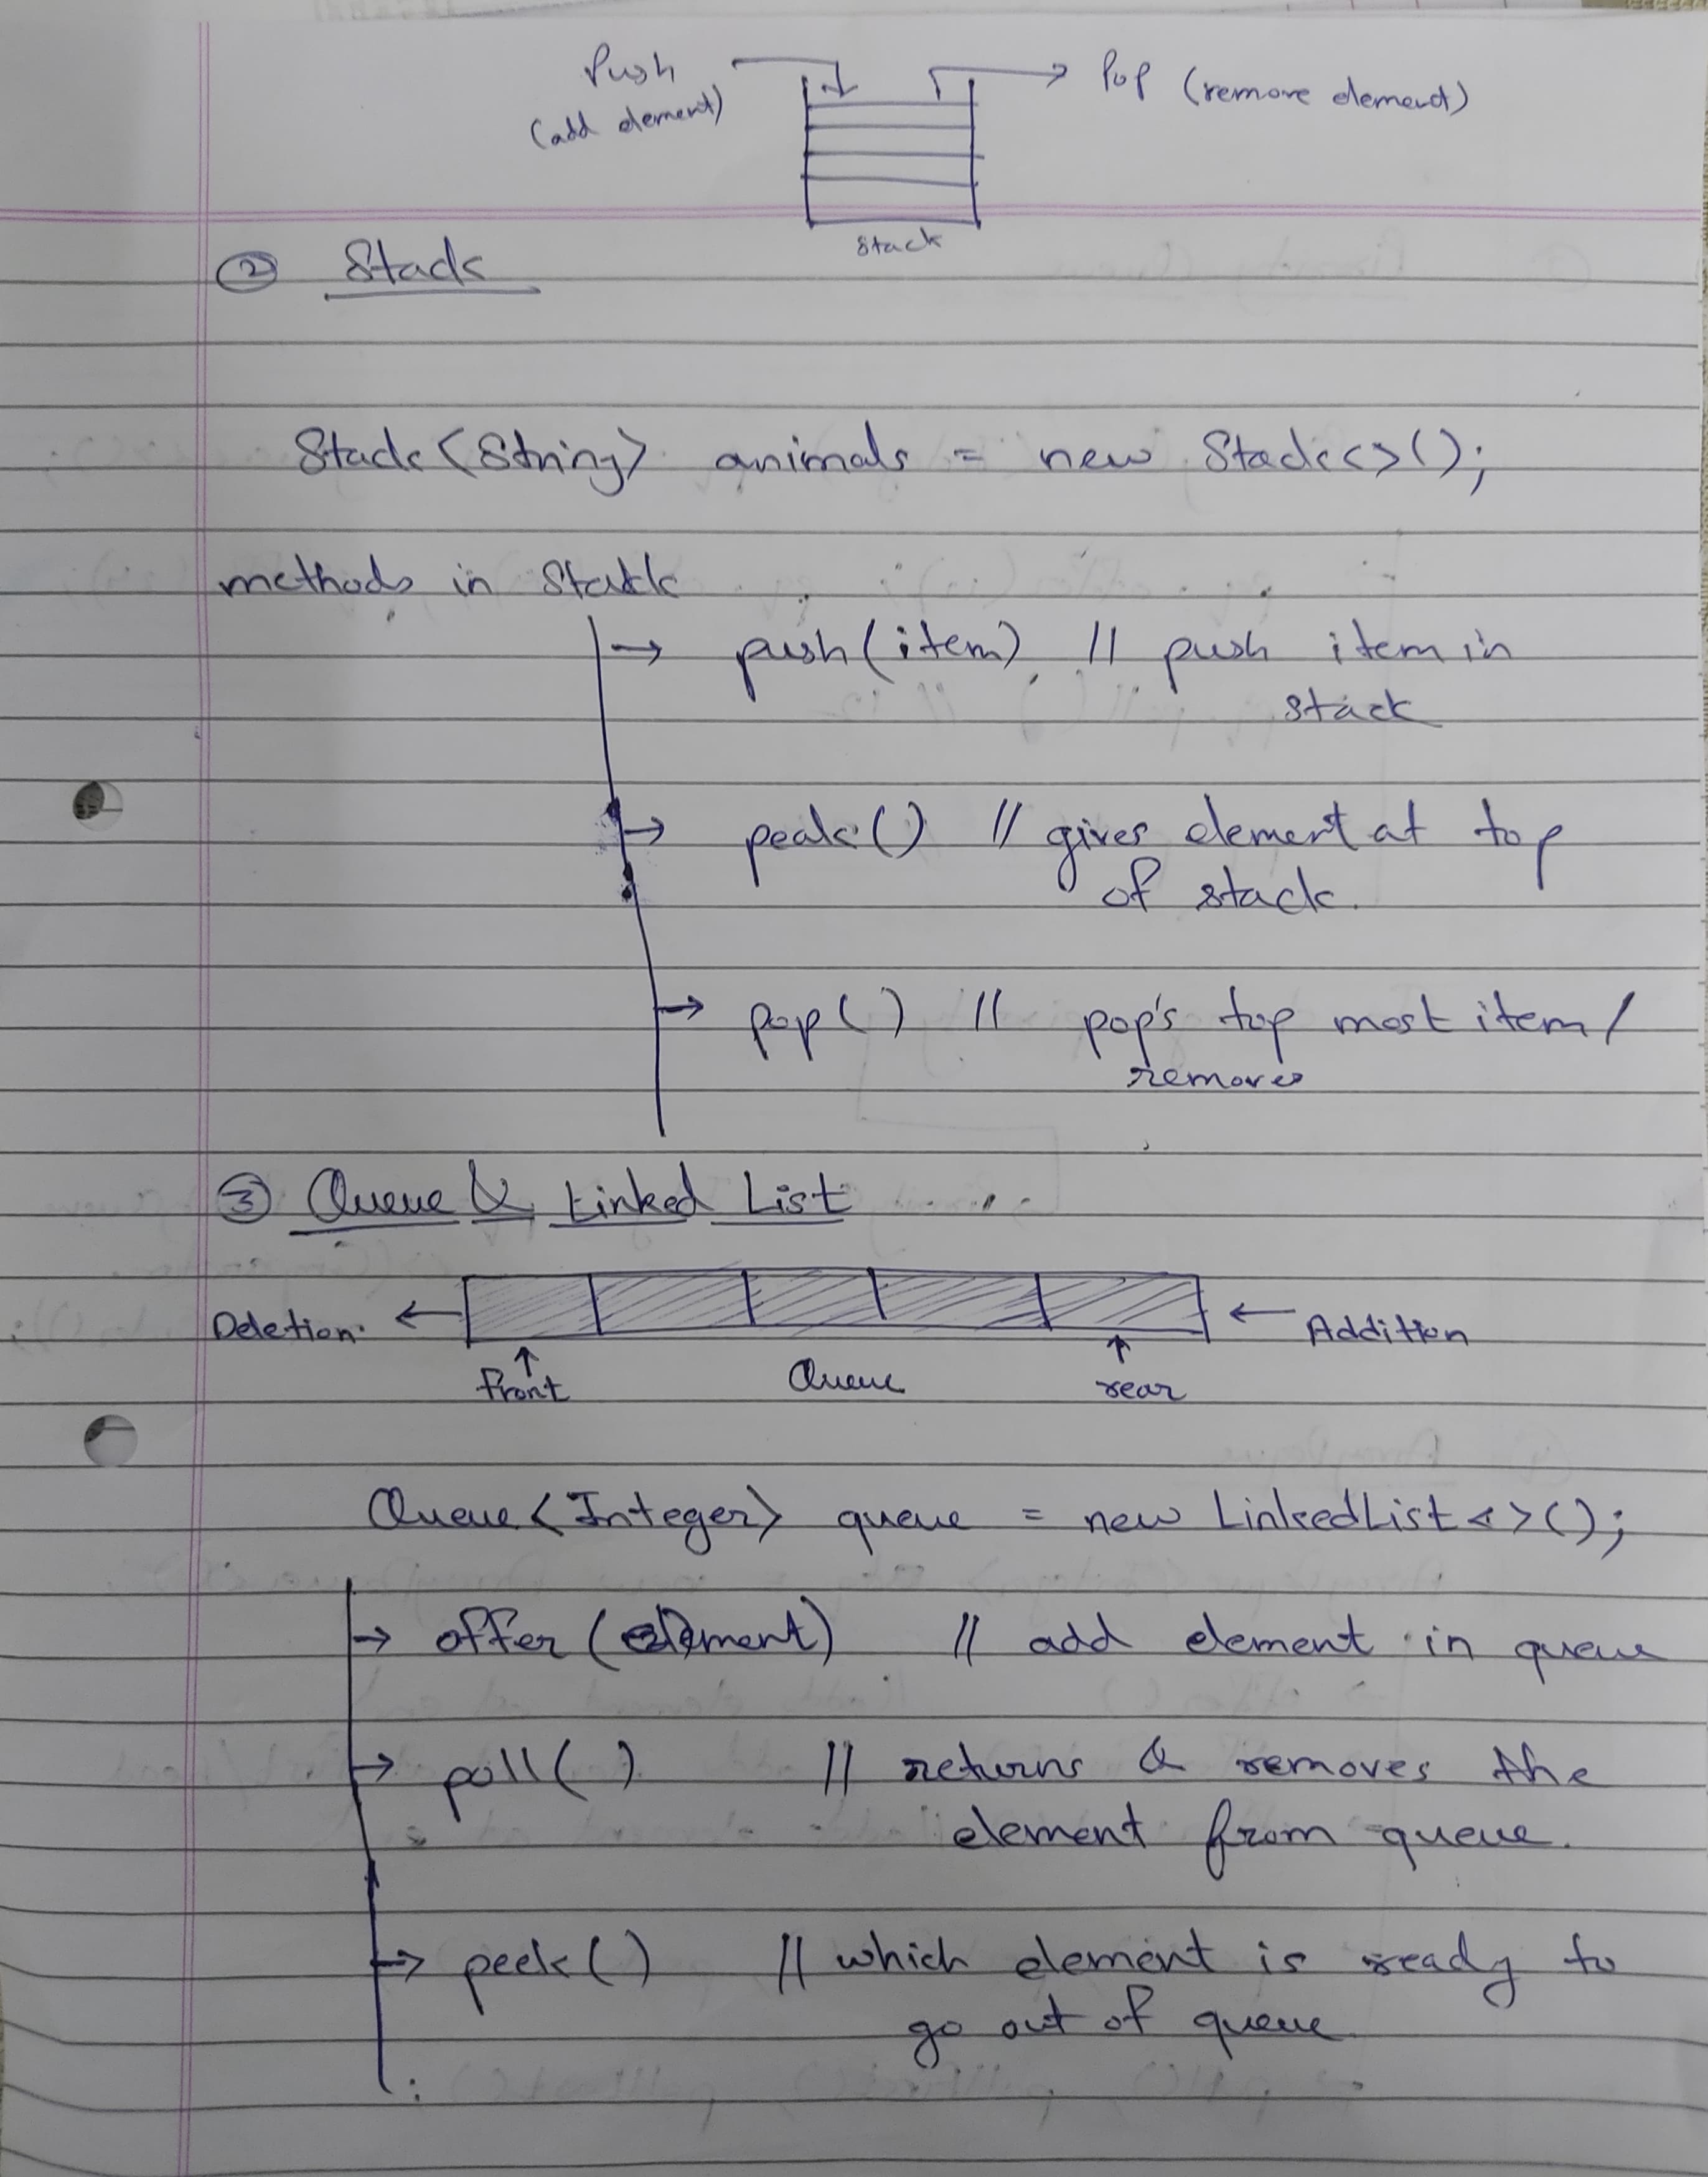 Push → Pop (remove element)
(add element)
Stack
② Stack
Stack<String> animals = new Stack<>();
methods in Stack
→ push(item) // push item in
stack
→ peak() // gives element at top
of stack.
→ pop() // pop's top most item/
removes
③ Queue & Linked List
Deletion ← ← Addition
↑ ↑
front Queue rear
Queue<Integer> queue = new LinkedList<>();
→ offer(element) // add element in queue
→ poll() // returns & removes the
element from queue.
→ peek() // which element is ready to
go out of queue